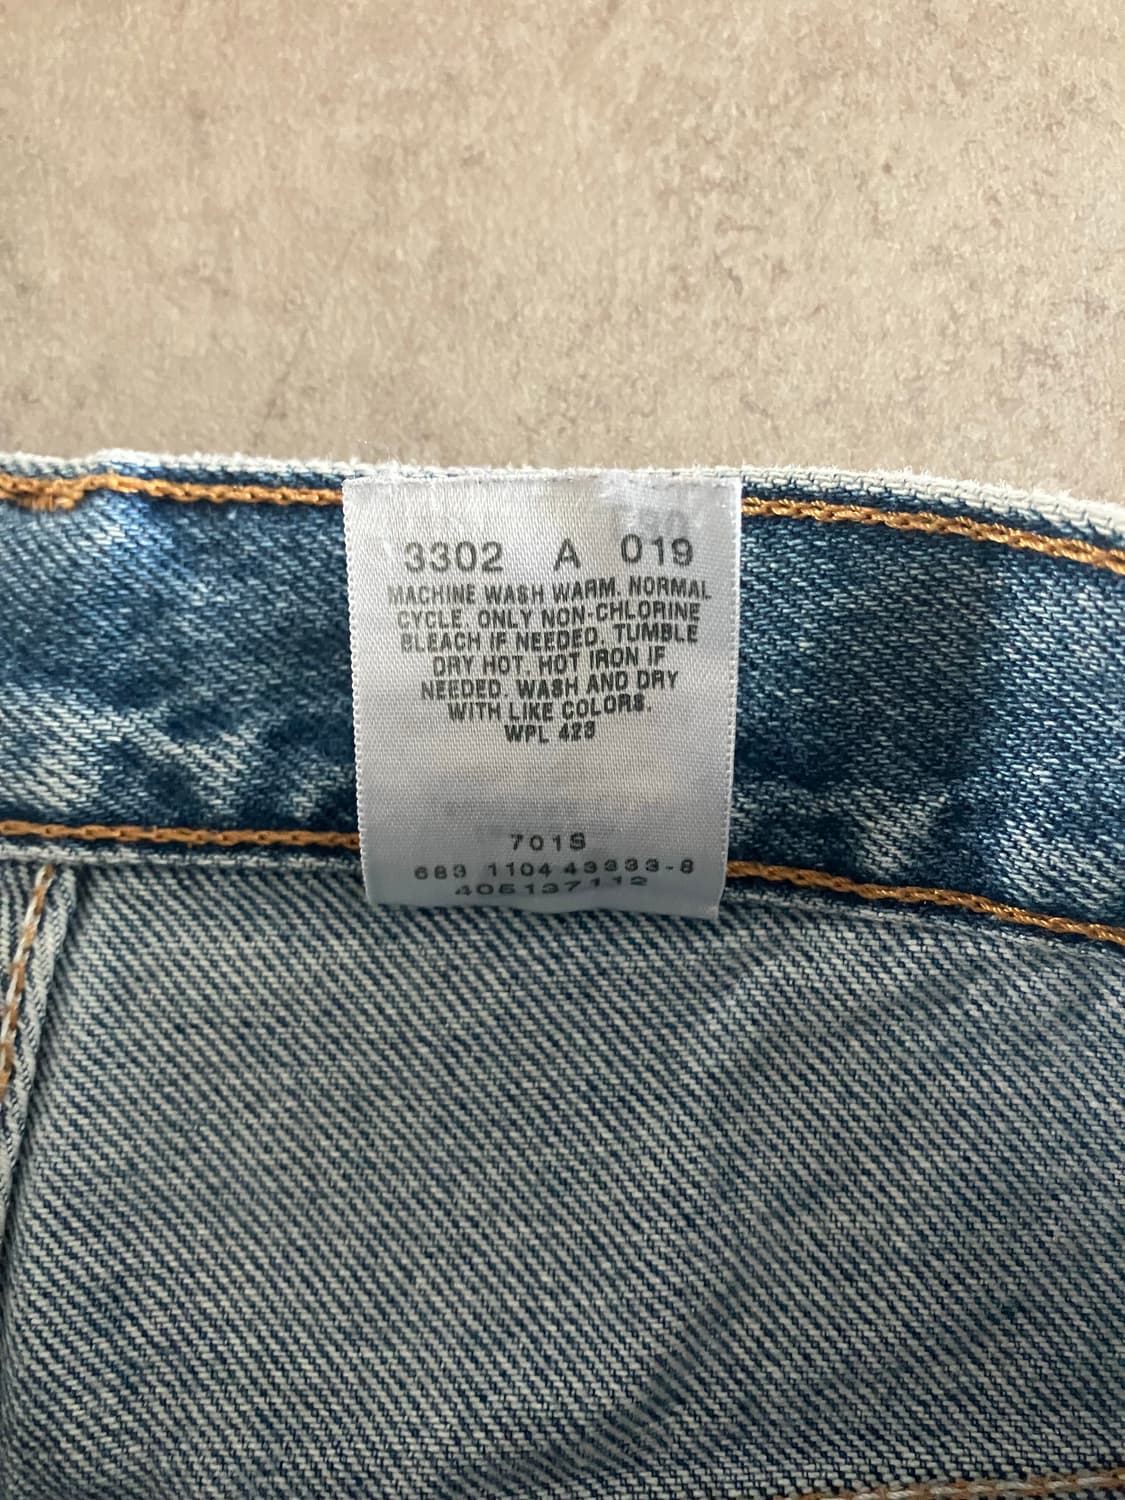 3302 A 019
MACHINE WASH WARM. NORMAL
CYCLE. ONLY NON-CHLORINE
BLEACH IF NEEDED. TUMBLE
DRY HOT. HOT IRON IF
NEEDED. WASH AND DRY
WITH LIKE COLORS.
WPL 423
701S
683 1104 43333-8
405137112